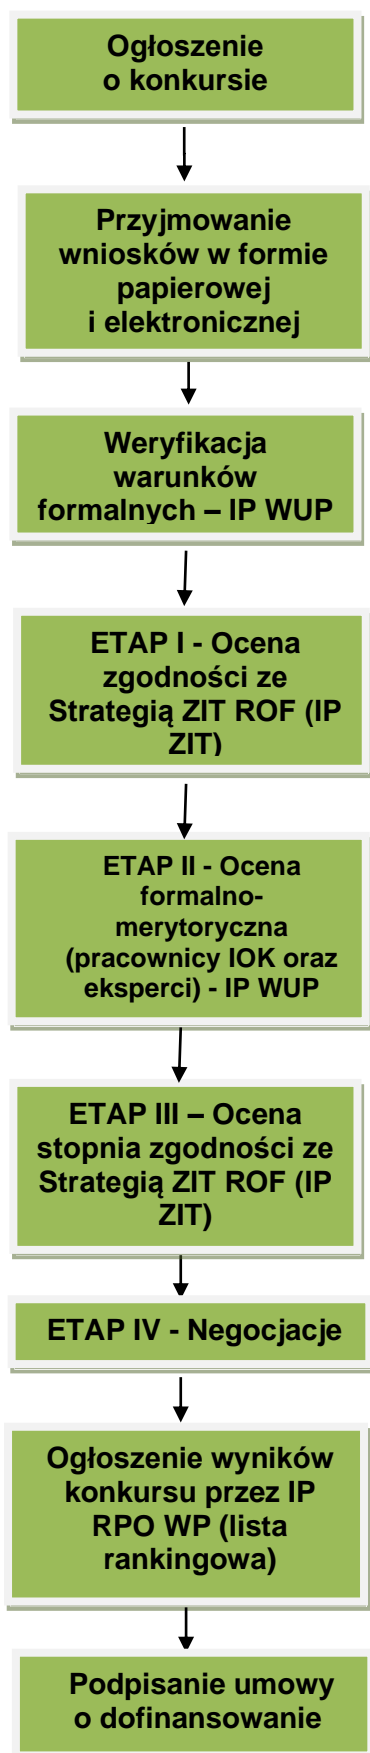 Ogłoszenie
o konkursie
Przyjmowanie
wniosków w formie
papierowej
i elektronicznej
Weryfikacja
warunków
formalnych – IP WUP
ETAP I - Ocena
zgodności ze
Strategią ZIT ROF (IP
ZIT)
ETAP II - Ocena
formalno-
merytoryczna
(pracownicy IOK oraz
eksperci) - IP WUP
ETAP III – Ocena
stopnia zgodności ze
Strategią ZIT ROF (IP
ZIT)
ETAP IV - Negocjacje
Ogłoszenie wyników
konkursu przez IP
RPO WP (lista
rankingowa)
Podpisanie umowy
o dofinansowanie